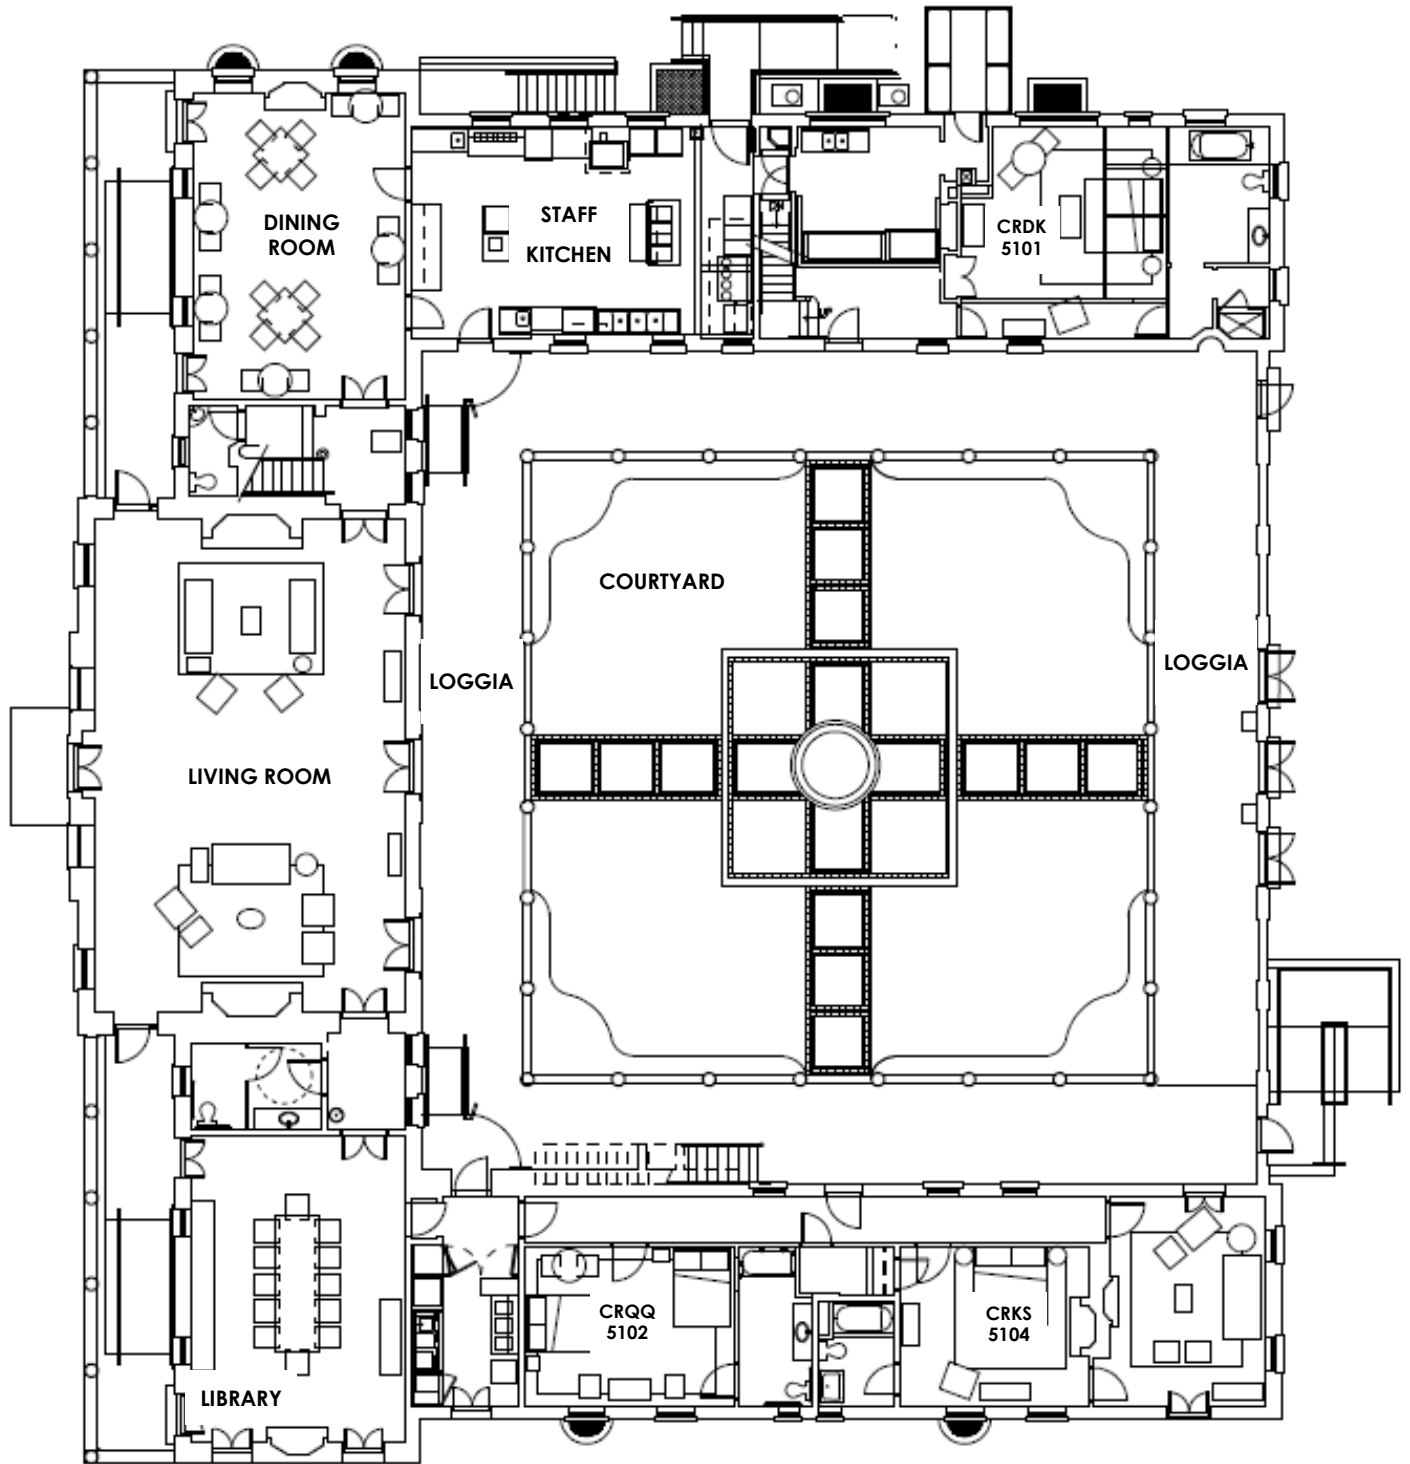 DINING
ROOM
STAFF
KITCHEN
CRDK
5101
COURTYARD
LOGGIA
LOGGIA
LIVING ROOM
CRQQ
5102
CRKS
5104
LIBRARY